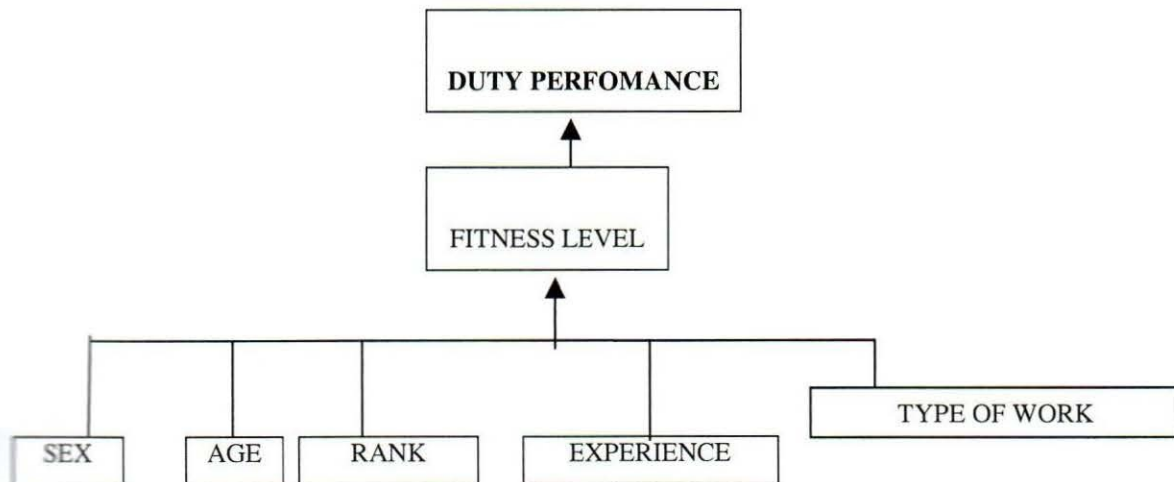 DUTY PERFOMANCE
FITNESS LEVEL
TYPE OF WORK
SEX
AGE
RANK
EXPERIENCE